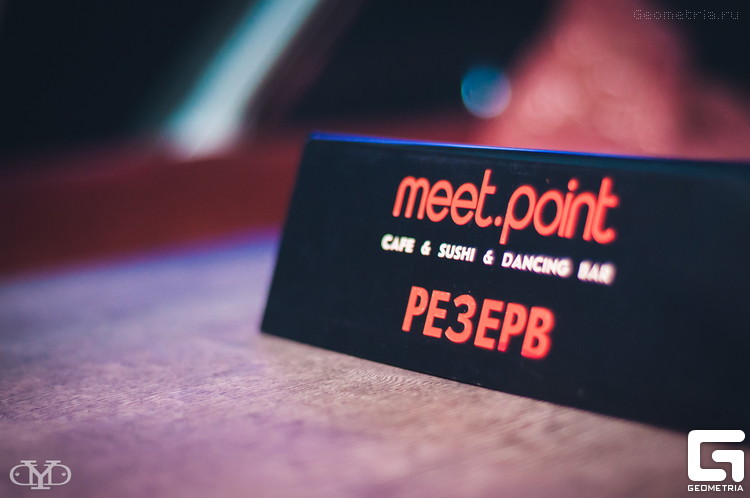 Geometria.ru
meet.point
CAFE & SUSHI & DANCING BAR
РЕЗЕРВ
GEOMETRIA